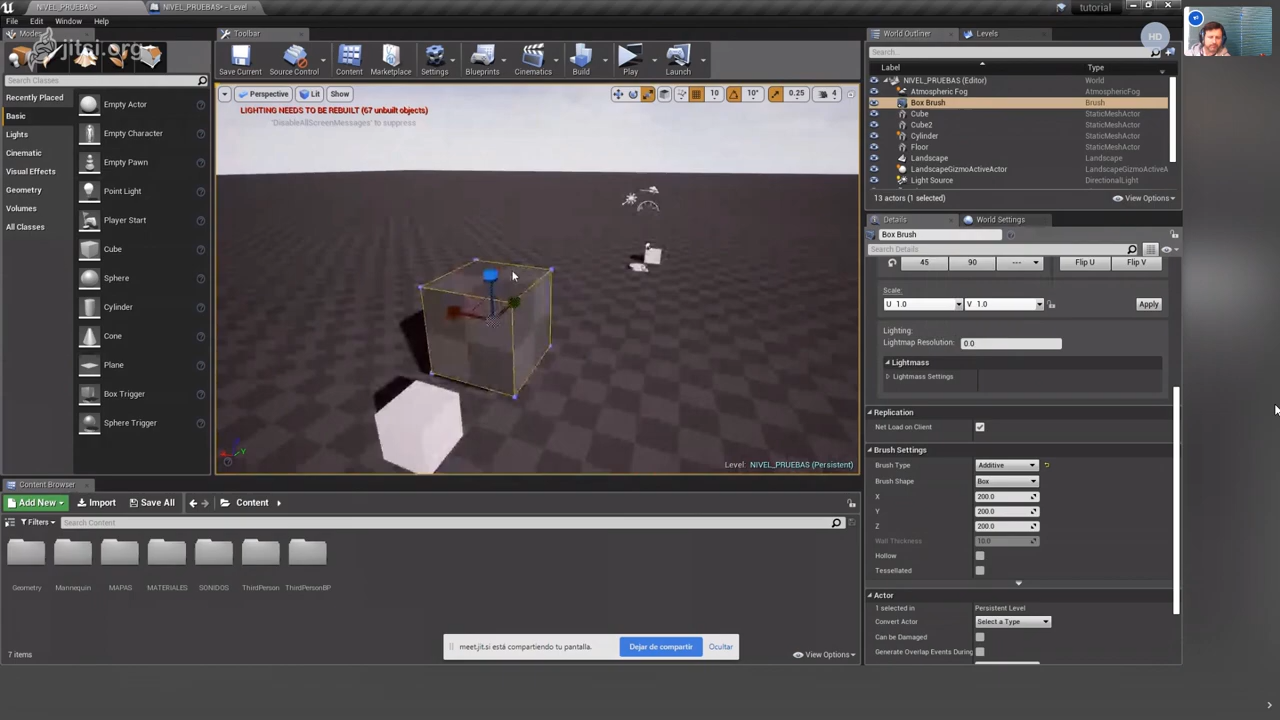 NIVEL_PRUEBAS*
NIVEL_PRUEBAS* - Level
tutorial
File Edit Window Help
Modes
jitsi.org
Search Classes
Recently Placed
Basic
Lights
Cinematic
Visual Effects
Geometry
Volumes
All Classes
Empty Actor
Empty Character
Empty Pawn
Point Light
Player Start
Cube
Sphere
Cylinder
Cone
Plane
Box Trigger
Sphere Trigger
Toolbar
Save Current Source Control Content Marketplace Settings Blueprints Cinematics Build Play Launch
Perspective Lit Show 10 10° 0.25 4
LIGHTING NEEDS TO BE REBUILT (67 unbuilt objects)
'DisableAllScreenMessages' to suppress
Level: NIVEL_PRUEBAS (Persistent)
World Outliner Levels
HD
Search...
Label Type
NIVEL_PRUEBAS (Editor) World
Atmospheric Fog AtmosphericFog
Box Brush Brush
Cube StaticMeshActor
Cube2 StaticMeshActor
Cylinder StaticMeshActor
Floor StaticMeshActor
Landscape Landscape
LandscapeGizmoActiveActor LandscapeGizmoActiveA
Light Source DirectionalLight
13 actors (1 selected) View Options
Details World Settings
Box Brush
Search Details
45 90 --- Flip U Flip V
Scale:
U 1.0 V 1.0 Apply
Lighting:
Lightmap Resolution: 0.0
Lightmass
Lightmass Settings
Replication
Net Load on Client
Brush Settings
Brush Type Additive
Brush Shape Box
X 200.0
Y 200.0
Z 200.0
Wall Thickness 10.0
Hollow
Tessellated
Actor
1 selected in Persistent Level
Convert Actor Select a Type
Can be Damaged
Generate Overlap Events During
Content Browser
Add New Import Save All Content
Filters Search Content
Geometry Mannequin MAPAS MATERIALES SONIDOS ThirdPerson ThirdPersonBP
7 items View Options
meet.jit.si está compartiendo tu pantalla. Dejar de compartir Ocultar